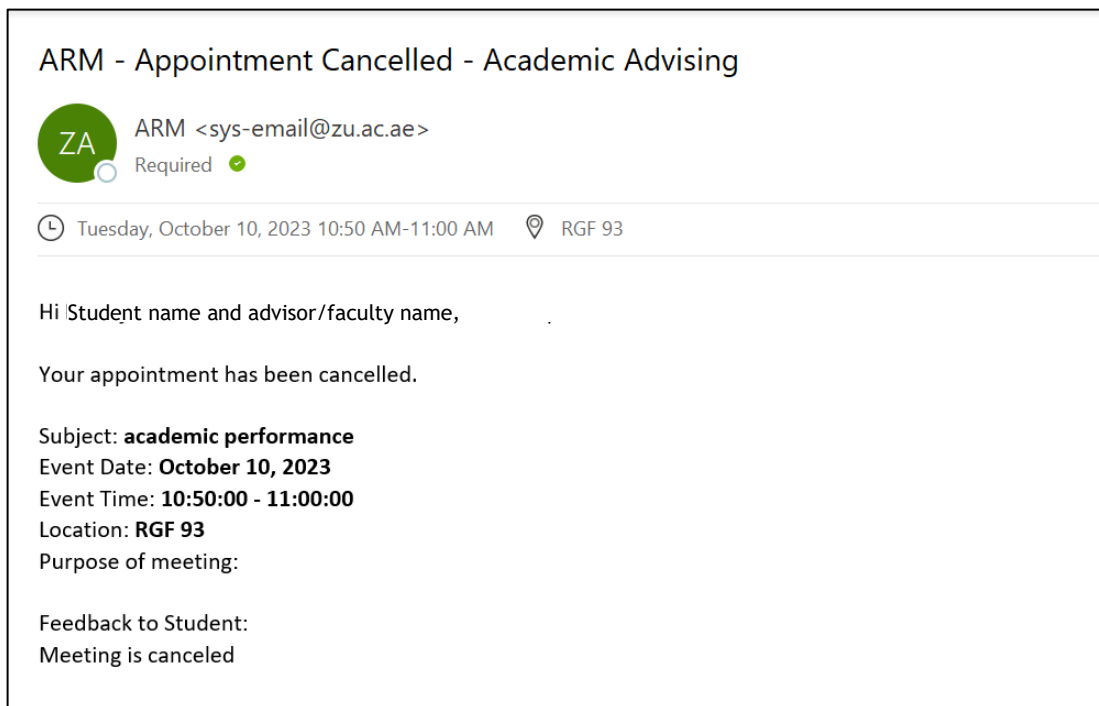 ARM - Appointment Cancelled - Academic Advising
ZA
ARM <sys-email@zu.ac.ae>
Required
Tuesday, October 10, 2023 10:50 AM-11:00 AM RGF 93
Hi Student name and advisor/faculty name,
Your appointment has been cancelled.
Subject: academic performance
Event Date: October 10, 2023
Event Time: 10:50:00 - 11:00:00
Location: RGF 93
Purpose of meeting:
Feedback to Student:
Meeting is canceled